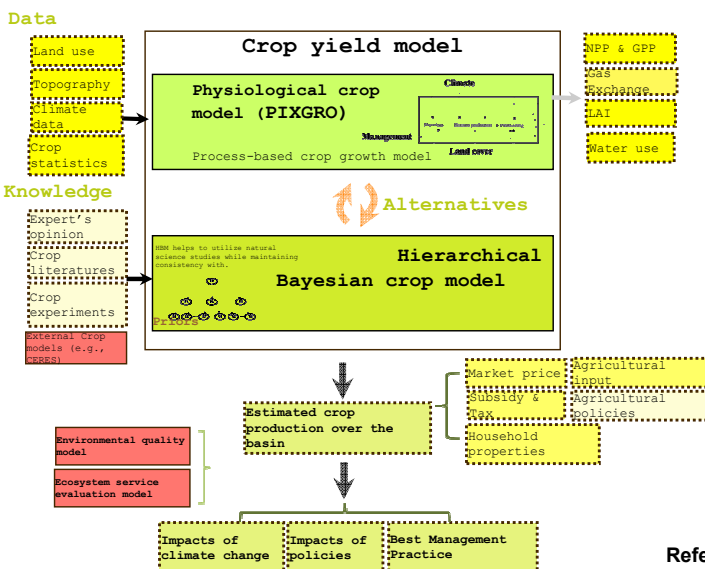 Data
Crop yield model
Land use
Topography
Climate
data
Crop
statistics
Physiological crop
model (PIXGRO)
Process-based crop growth model
Climate
Management
Land cover
NPP & GPP
Gas
Exchange
LAI
Water use
Knowledge
Alternatives
Expert's
opinion
Crop
literatures
Crop
experiments
External Crop
models (e.g.,
CERES)
HBM helps to utilize natural
science studies while maintaining
consistency with.
Priors
Hierarchical
Bayesian crop model
Estimated crop
production over the
basin
Market price
Agricultural
input
Subsidy &
Tax
Agricultural
policies
Household
properties
Environmental quality
model
Ecosystem service
evaluation model
Impacts of
climate change
Impacts of
policies
Best Management
Practice
Refe